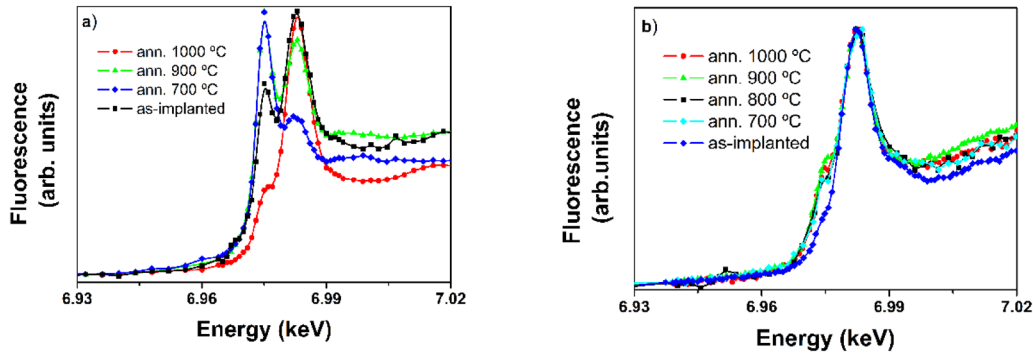 a)
ann. 1000 ºC
ann. 900 ºC
ann. 700 ºC
as-implanted
Fluorescence
(arb. units)
6.93 6.96 6.99 7.02
Energy (keV)
b)
ann. 1000 ºC
ann. 900 ºC
ann. 800 ºC
ann. 700 ºC
as-implanted
Fluorescence
(arb.units)
6.93 6.96 6.99 7.02
Energy (keV)